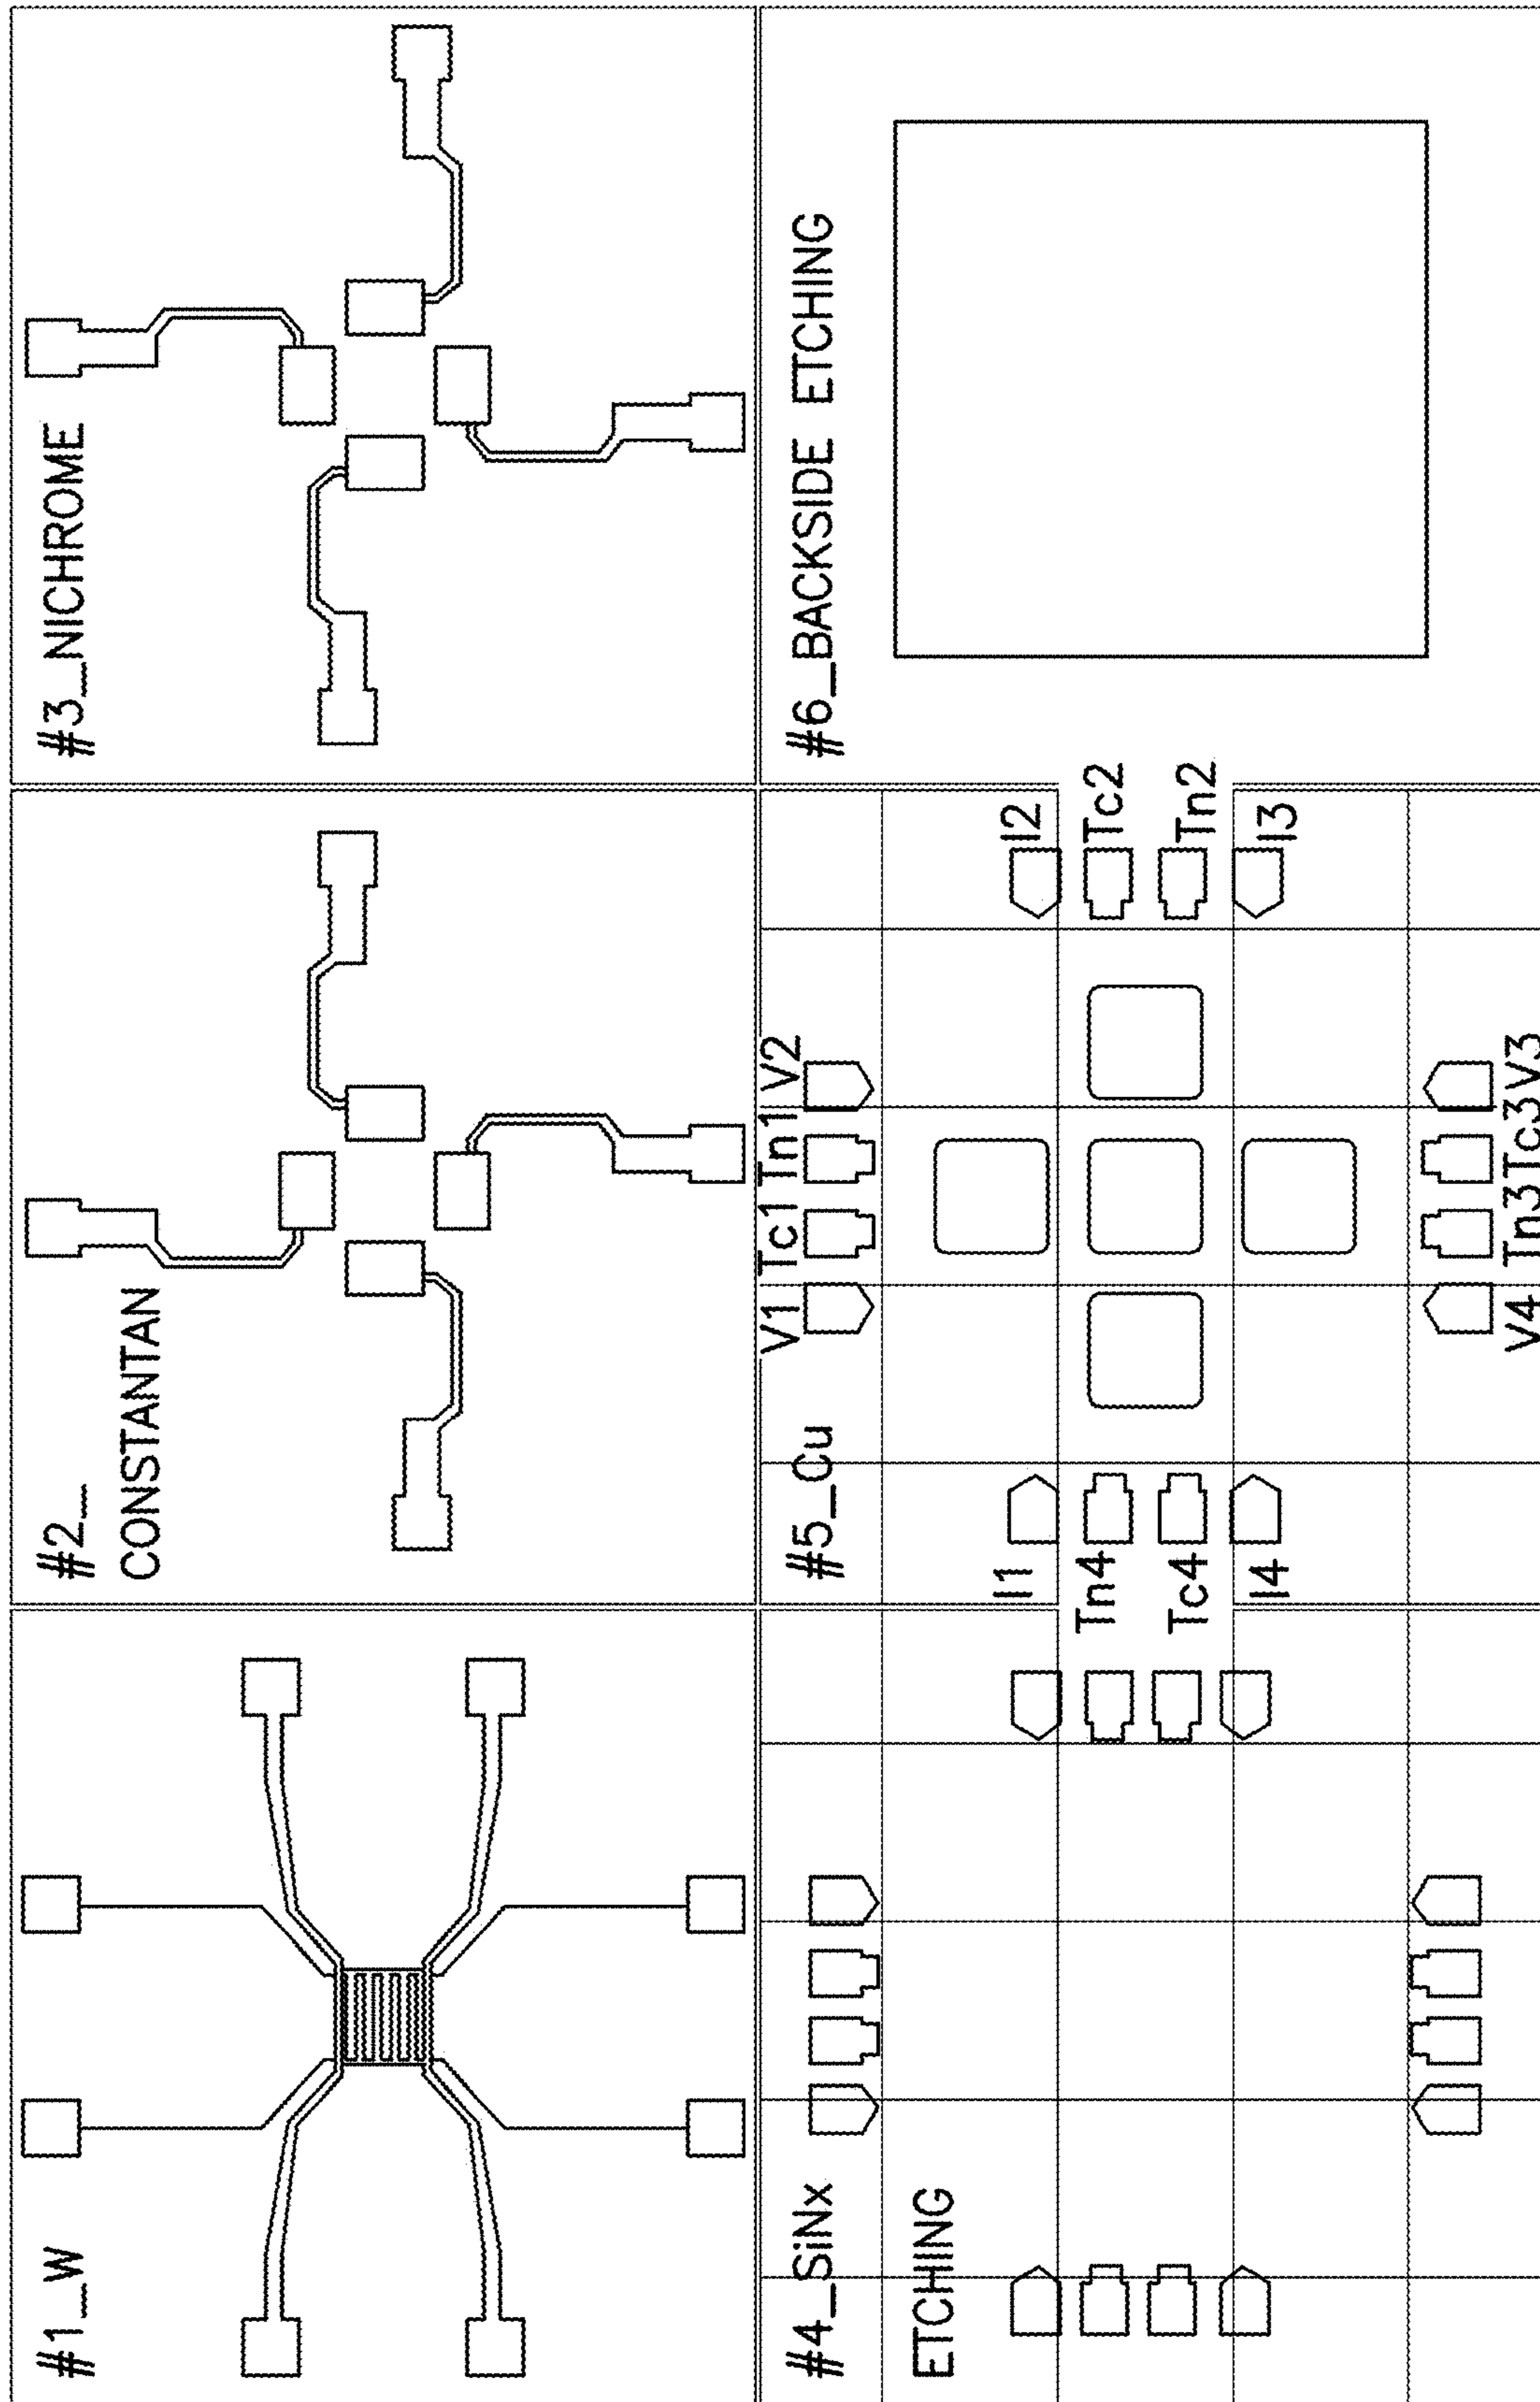 #1_W
#2_
CONSTANTAN
#3_NICHROME
#4_SiNx
ETCHING
#5_Cu
V1 Tc1 Tn1 V2
I1
I2
Tn4
Tc2
Tc4
Tn2
I4
I3
V4 Tn3 Tc3 V3
#6_BACKSIDE ETCHING